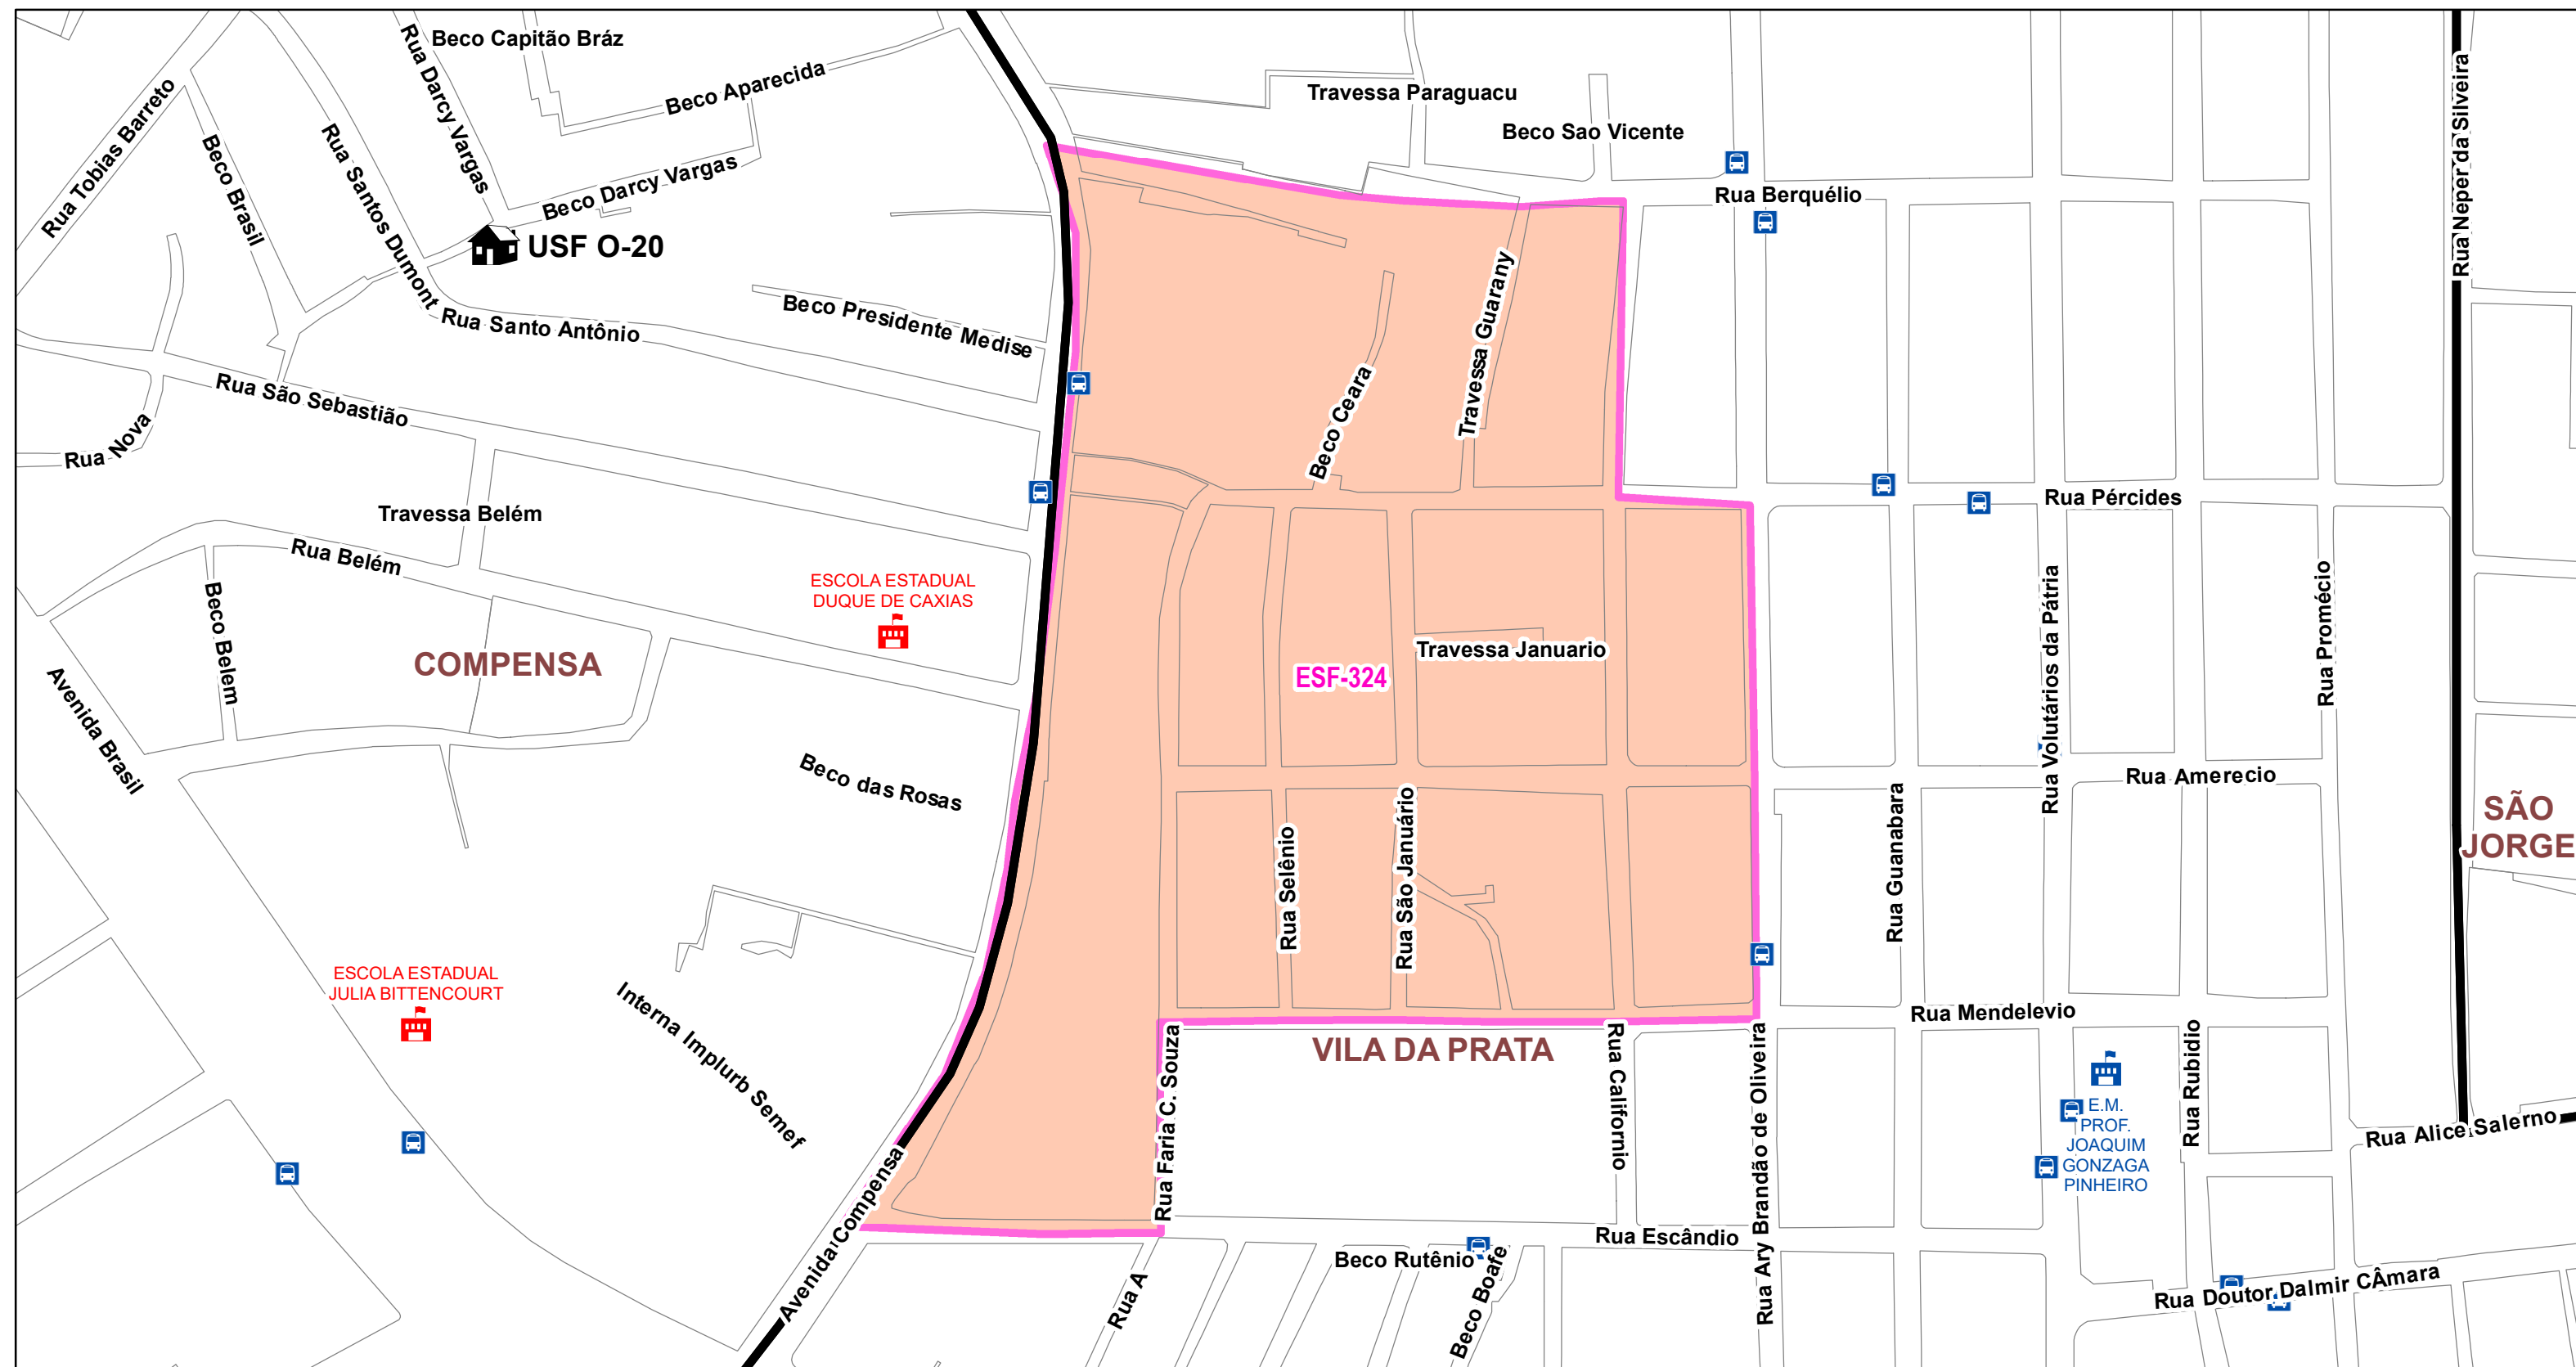 Beco Capitão Bráz
Rua Darcy Vargas
Beco Aparecida
Rua Tobias Barreto
Beco Brasil
Rua Santos Dumont
Beco Darcy Vargas
USF O-20
Rua Santo Antônio
Beco Presidente Medise
Rua São Sebastião
Rua Nova
Travessa Belém
Rua Belém
Beco Belem
ESCOLA ESTADUAL
DUQUE DE CAXIAS
COMPENSA
Avenida Brasil
Beco das Rosas
ESCOLA ESTADUAL
JULIA BITTENCOURT
Interna Implurb Semef
Avenida Compensa
Travessa Paraguacu
Beco Sao Vicente
Rua Berquélio
Rua Neper da Silveira
Travessa Guarany
Beco Ceara
Rua Pércides
Travessa Januario
ESF-324
Rua Volutários da Pátria
Rua Promécio
Rua Amerecio
SÃO
JORGE
Rua Selênio
Rua São Januário
Rua Guanabara
Rua Mendelevio
VILA DA PRATA
Rua Faria C. Souza
Rua Californio
Rua Ary Brandão de Oliveira
Rua Rubidio
E.M.
PROF.
JOAQUIM
GONZAGA
PINHEIRO
Rua Alice Salerno
Rua Escândio
Beco Rutênio
Beco Boafe
Rua A
Rua Doutor Dalmir CÂmara